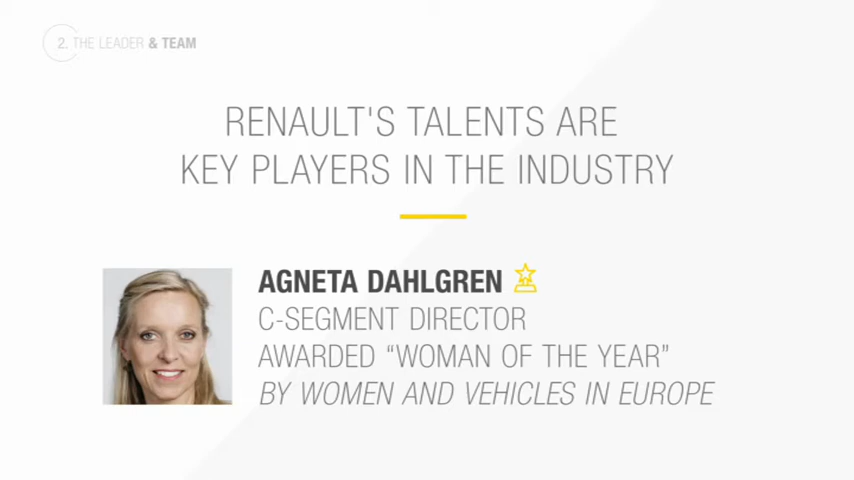 2. THE LEADER & TEAM
RENAULT'S TALENTS ARE
KEY PLAYERS IN THE INDUSTRY
AGNETA DAHLGREN
C-SEGMENT DIRECTOR
AWARDED “WOMAN OF THE YEAR”
BY WOMEN AND VEHICLES IN EUROPE